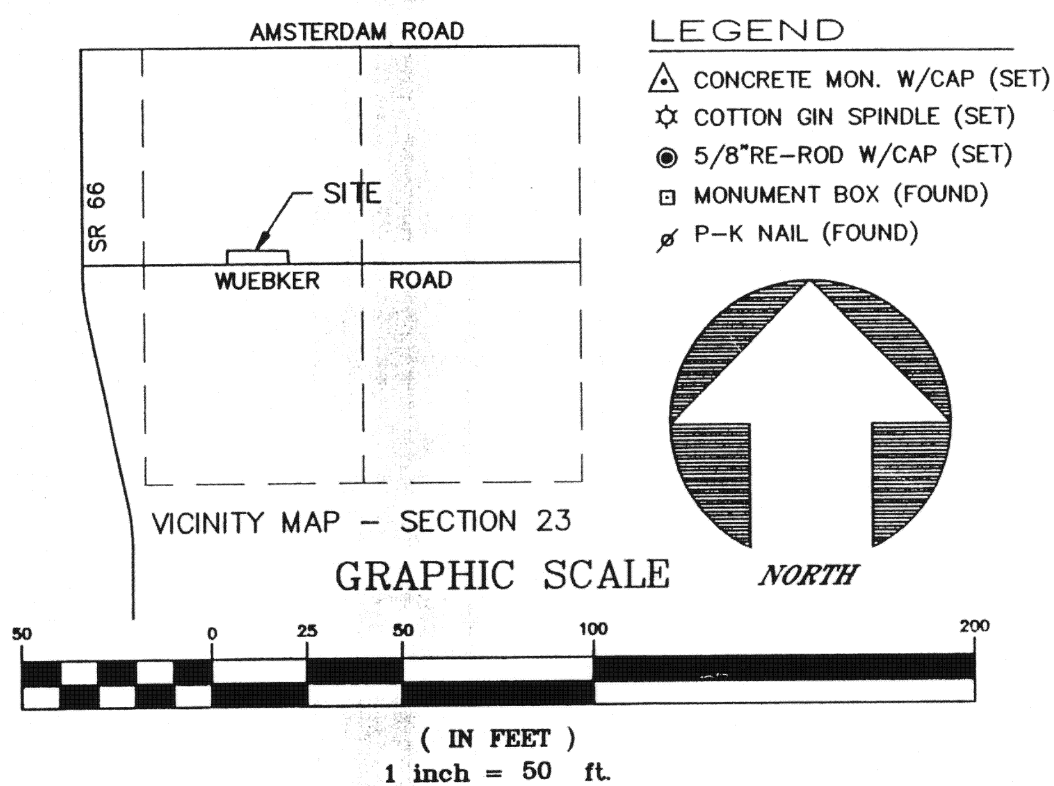 AMSTERDAM ROAD
SR 66
SITE
WUEBKER ROAD
VICINITY MAP - SECTION 23
LEGEND
CONCRETE MON. W/CAP (SET)
COTTON GIN SPINDLE (SET)
5/8"RE-ROD W/CAP (SET)
MONUMENT BOX (FOUND)
P-K NAIL (FOUND)
NORTH
GRAPHIC SCALE
50 0 25 50 100 200
( IN FEET )
1 inch = 50 ft.